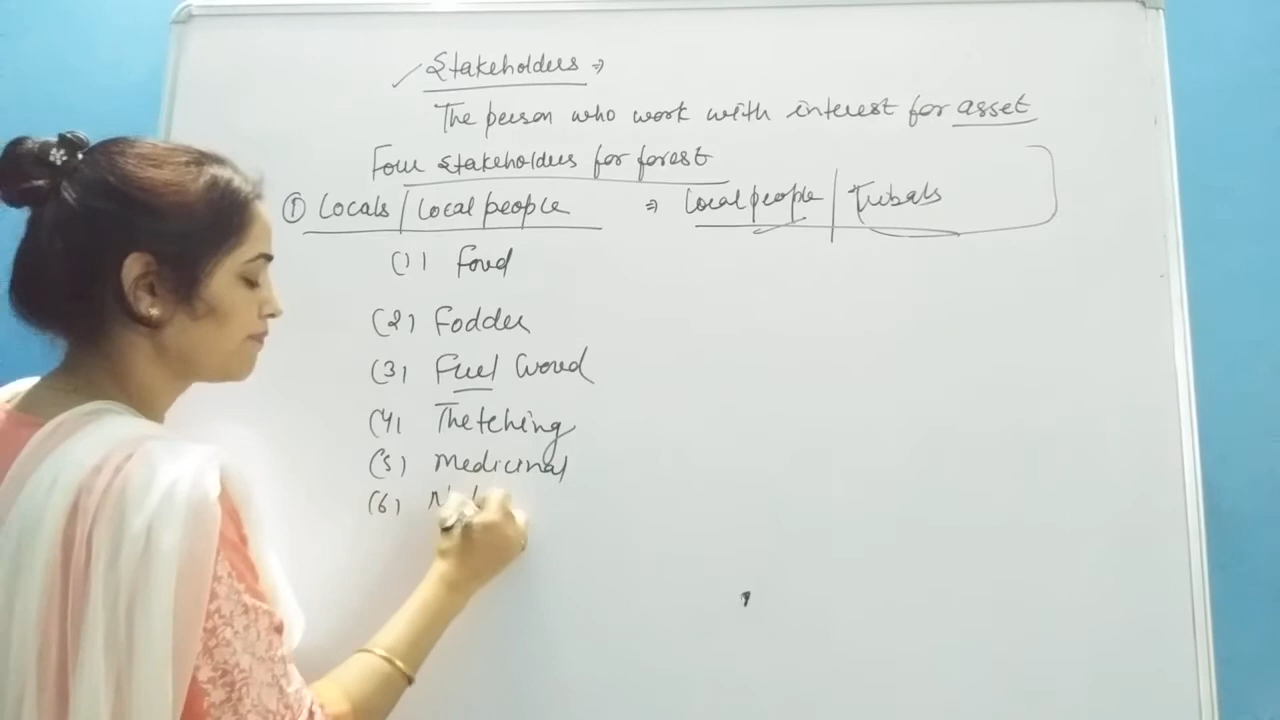 Stakeholders ⇒
The person who work with interest for asset
Four stakeholders for forest
① Locals / Local people ⇒ Local people / Tribals
(1) Food
(2) Fodder
(3) Fuel Wood
(4) Thetching
(5) Medicinal
(6)